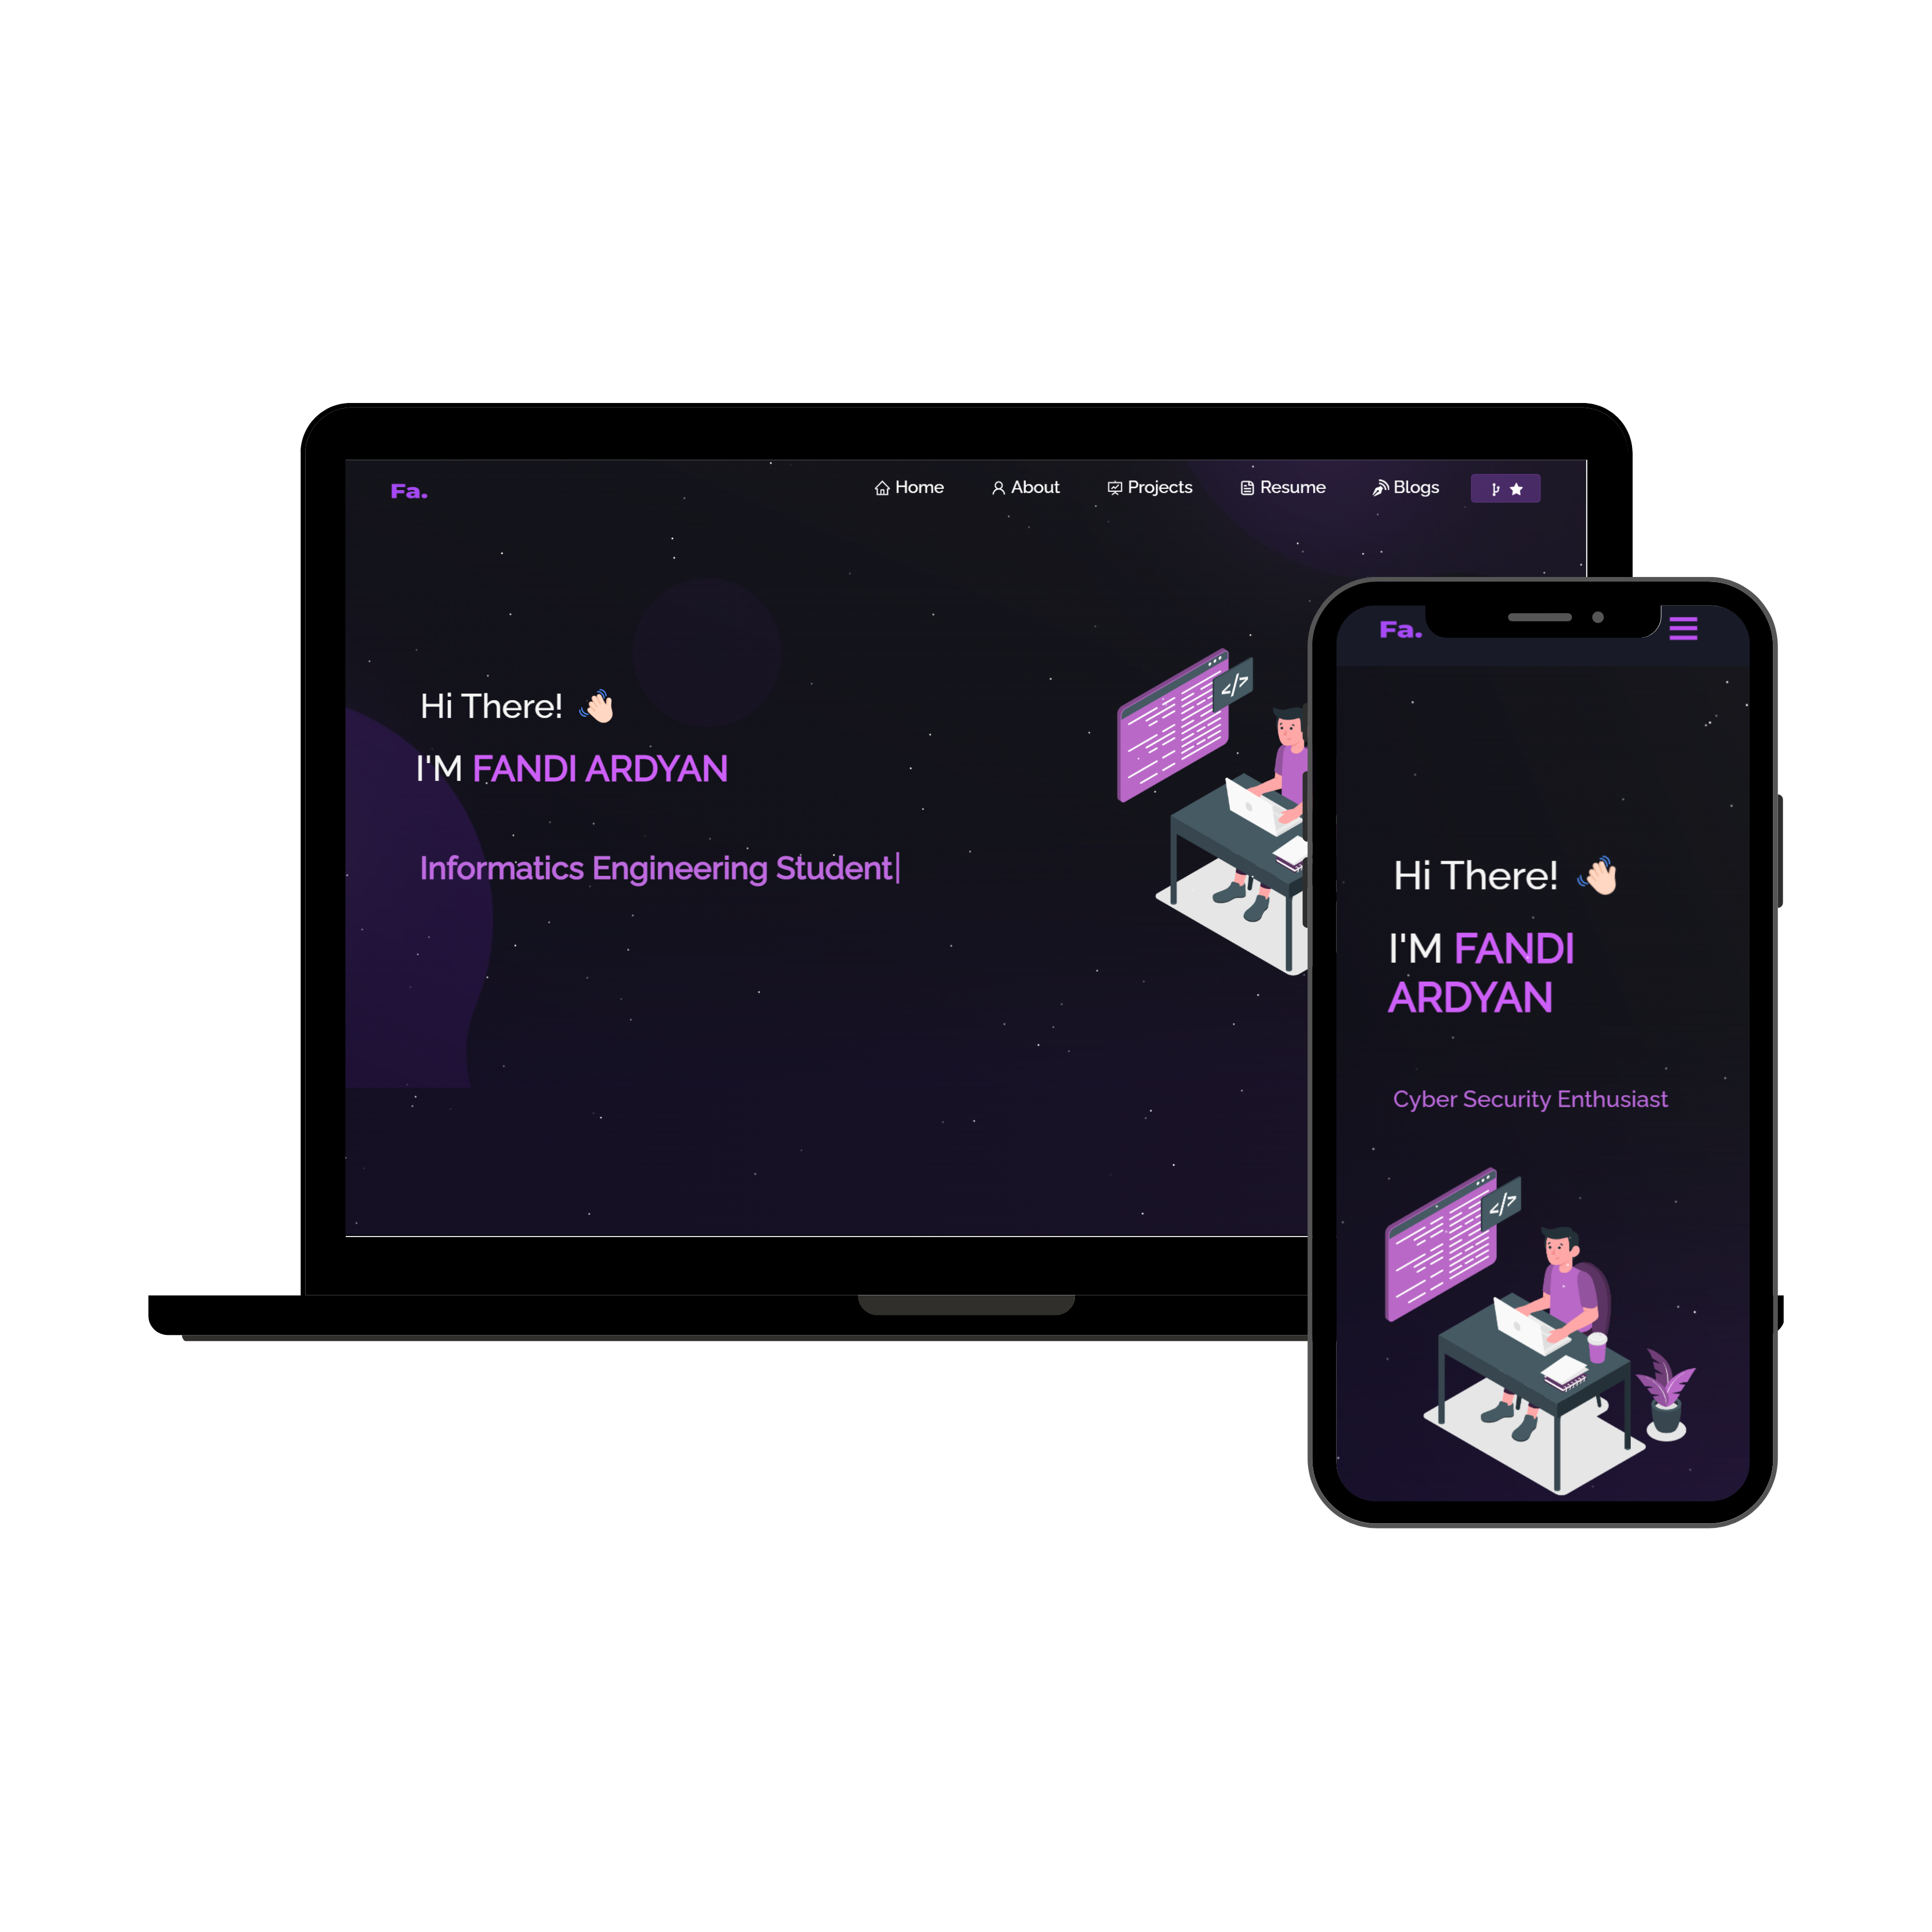 Fa.
Home About Projects Resume Blogs
Hi There! 👋🏻
I'M FANDI ARDYAN
Informatics Engineering Student|
</>
Fa.
Hi There! 👋🏻
I'M FANDI
ARDYAN
Cyber Security Enthusiast
</>